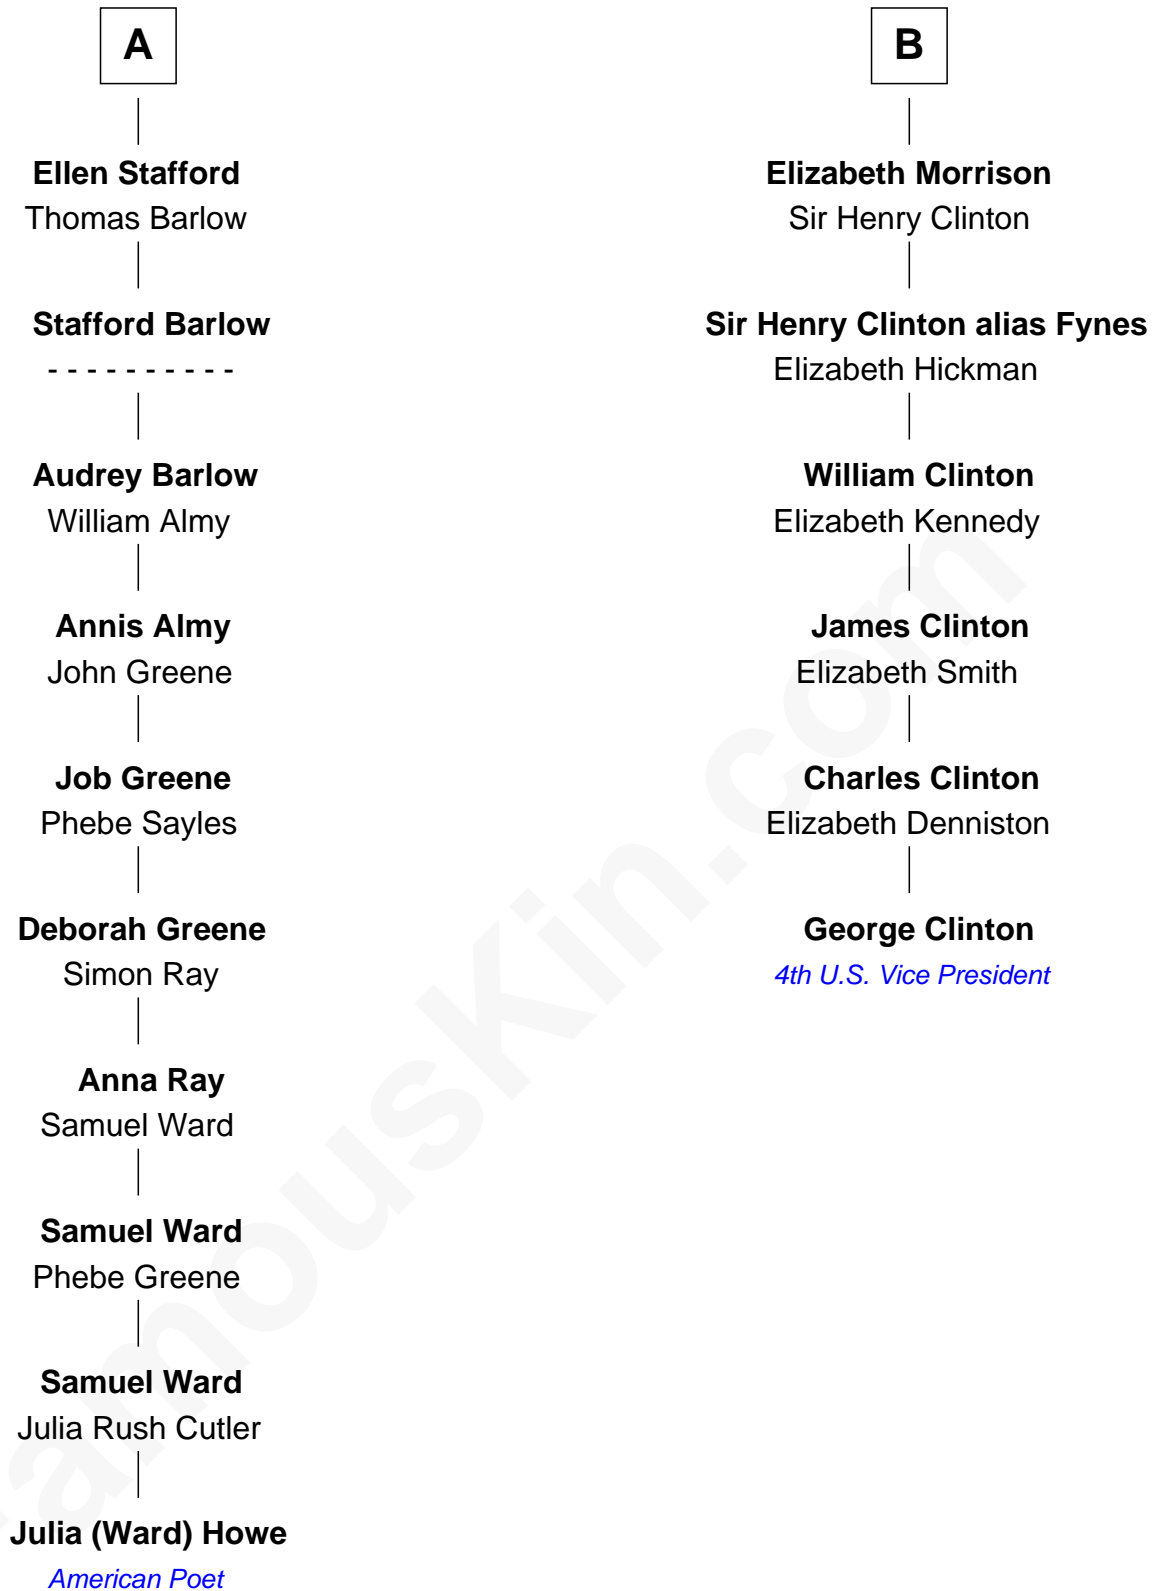 A
Ellen Stafford
Thomas Barlow
Stafford Barlow
- - - - - - - - - -
Audrey Barlow
William Almy
Annis Almy
John Greene
Job Greene
Phebe Sayles
Deborah Greene
Simon Ray
Anna Ray
Samuel Ward
Samuel Ward
Phebe Greene
Samuel Ward
Julia Rush Cutler
Julia (Ward) Howe
American Poet
B
Elizabeth Morrison
Sir Henry Clinton
Sir Henry Clinton alias Fynes
Elizabeth Hickman
William Clinton
Elizabeth Kennedy
James Clinton
Elizabeth Smith
Charles Clinton
Elizabeth Denniston
George Clinton
4th U.S. Vice President
FamousKin.com